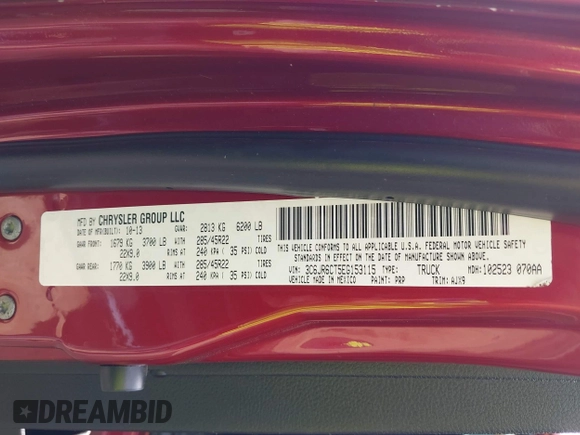 MFD BY CHRYSLER GROUP LLC
DATE OF MFR(BUILT): 10-13 GVWR: 2813 KG 6200 LB
GAWR FRONT: 1679 KG 3700 LB WITH 285/45R22 TIRES
22X9.0 RIMS AT 240 KPA ( 35 PSI) COLD
GAWR REAR: 1770 KG 3900 LB WITH 285/45R22 TIRES
22X9.0 RIMS AT 240 KPA ( 35 PSI) COLD
THIS VEHICLE CONFORMS TO ALL APPLICABLE U.S.A. FEDERAL MOTOR VEHICLE SAFETY
STANDARDS IN EFFECT ON THE DATE OF MANUFACTURE SHOWN ABOVE.
VIN: 3C6JR6CT5EG153115 TYPE: TRUCK MDH: 102523 070AA
VEHICLE MADE IN MEXICO PAINT: PRP TRIM: AJX9
DREAMBID